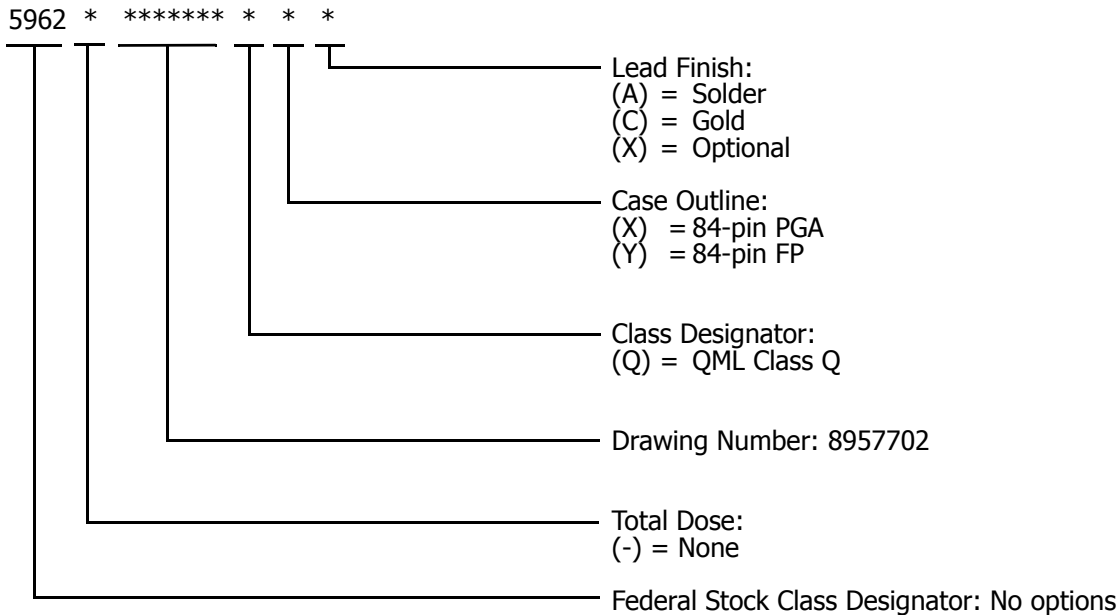 5962 * ******* * * *
Lead Finish:
(A) = Solder
(C) = Gold
(X) = Optional
Case Outline:
(X) = 84-pin PGA
(Y) = 84-pin FP
Class Designator:
(Q) = QML Class Q
Drawing Number: 8957702
Total Dose:
(-) = None
Federal Stock Class Designator: No options